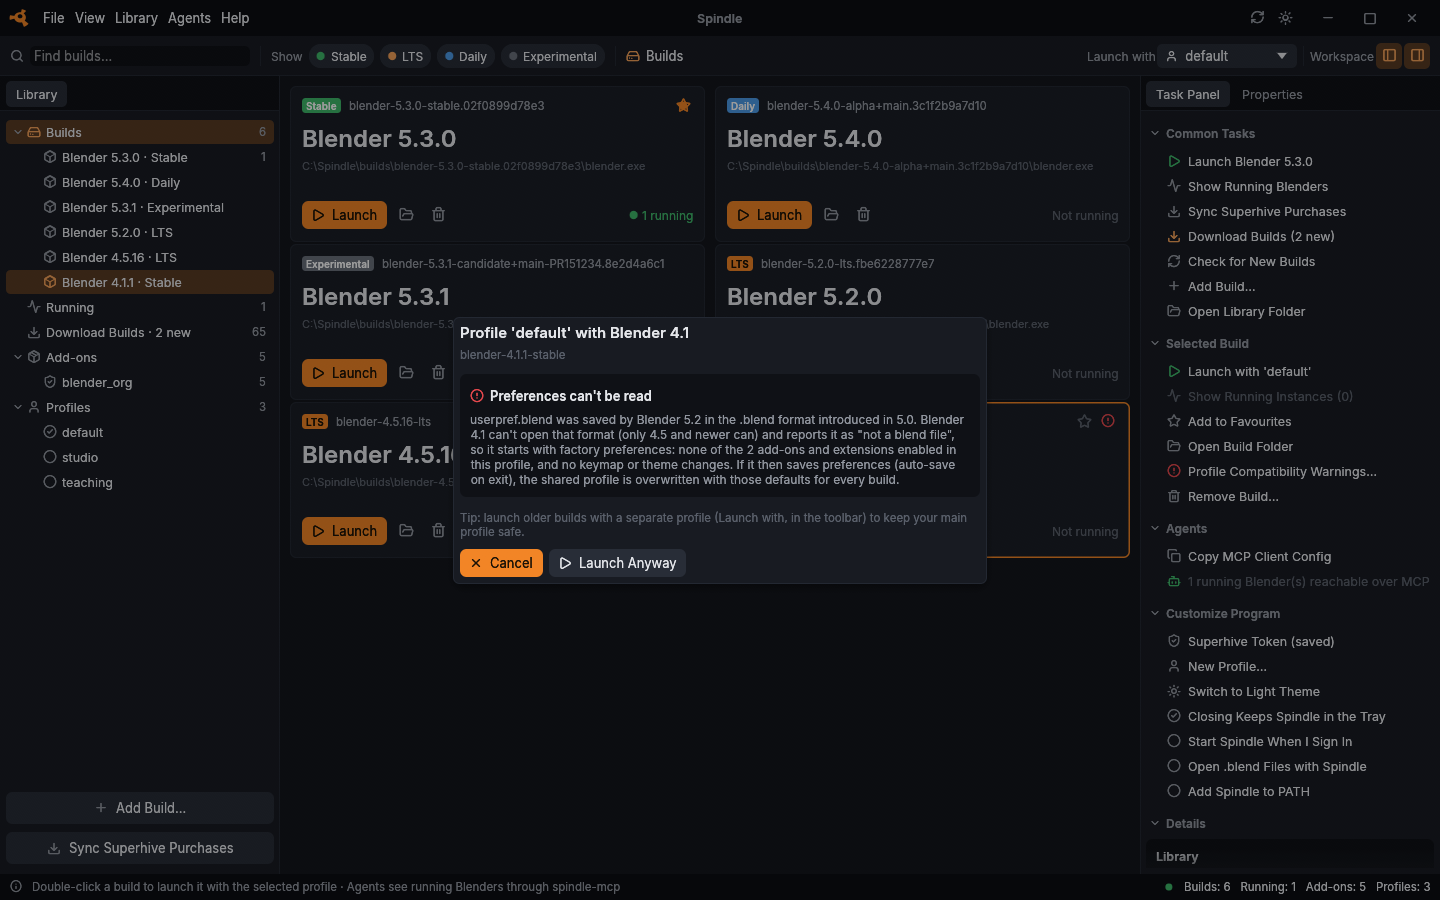 File View Library Agents Help
Spindle
Find builds...
Show Stable LTS Daily Experimental
Builds
Launch with default
Workspace
Library
Builds 6
Blender 5.3.0 · Stable 1
Blender 5.4.0 · Daily
Blender 5.3.1 · Experimental
Blender 5.2.0 · LTS
Blender 4.5.16 · LTS
Blender 4.1.1 · Stable
Running 1
Download Builds · 2 new 65
Add-ons 5
blender_org 5
Profiles 3
default
studio
teaching
Add Build...
Sync Superhive Purchases
Stable blender-5.3.0-stable.02f0899d78e3
Blender 5.3.0
C:\Spindle\builds\blender-5.3.0-stable.02f0899d78e3\blender.exe
Launch
1 running
Daily blender-5.4.0-alpha+main.3c1f2b9a7d10
Blender 5.4.0
C:\Spindle\builds\blender-5.4.0-alpha+main.3c1f2b9a7d10\blender.exe
Launch
Not running
Experimental blender-5.3.1-candidate+main-PR151234.8e2d4a6c1
Blender 5.3.1
C:\Spindle\builds\blender-5.3
Launch
LTS blender-5.2.0-lts.fbe6228777e7
Blender 5.2.0
\blender.exe
Not running
LTS blender-4.5.16-lts
Blender 4.5.16
C:\Spindle\builds\blender-4.5
Launch
Not running
Profile 'default' with Blender 4.1
blender-4.1.1-stable
Preferences can't be read
userpref.blend was saved by Blender 5.2 in the .blend format introduced in 5.0. Blender
4.1 can't open that format (only 4.5 and newer can) and reports it as "not a blend file",
so it starts with factory preferences: none of the 2 add-ons and extensions enabled in
this profile, and no keymap or theme changes. If it then saves preferences (auto-save
on exit), the shared profile is overwritten with those defaults for every build.
Tip: launch older builds with a separate profile (Launch with, in the toolbar) to keep your main
profile safe.
Cancel
Launch Anyway
Task Panel Properties
Common Tasks
Launch Blender 5.3.0
Show Running Blenders
Sync Superhive Purchases
Download Builds (2 new)
Check for New Builds
Add Build...
Open Library Folder
Selected Build
Launch with 'default'
Show Running Instances (0)
Add to Favourites
Open Build Folder
Profile Compatibility Warnings...
Remove Build...
Agents
Copy MCP Client Config
1 running Blender(s) reachable over MCP
Customize Program
Superhive Token (saved)
New Profile...
Switch to Light Theme
Closing Keeps Spindle in the Tray
Start Spindle When I Sign In
Open .blend Files with Spindle
Add Spindle to PATH
Details
Library
Double-click a build to launch it with the selected profile · Agents see running Blenders through spindle-mcp
Builds: 6 Running: 1 Add-ons: 5 Profiles: 3